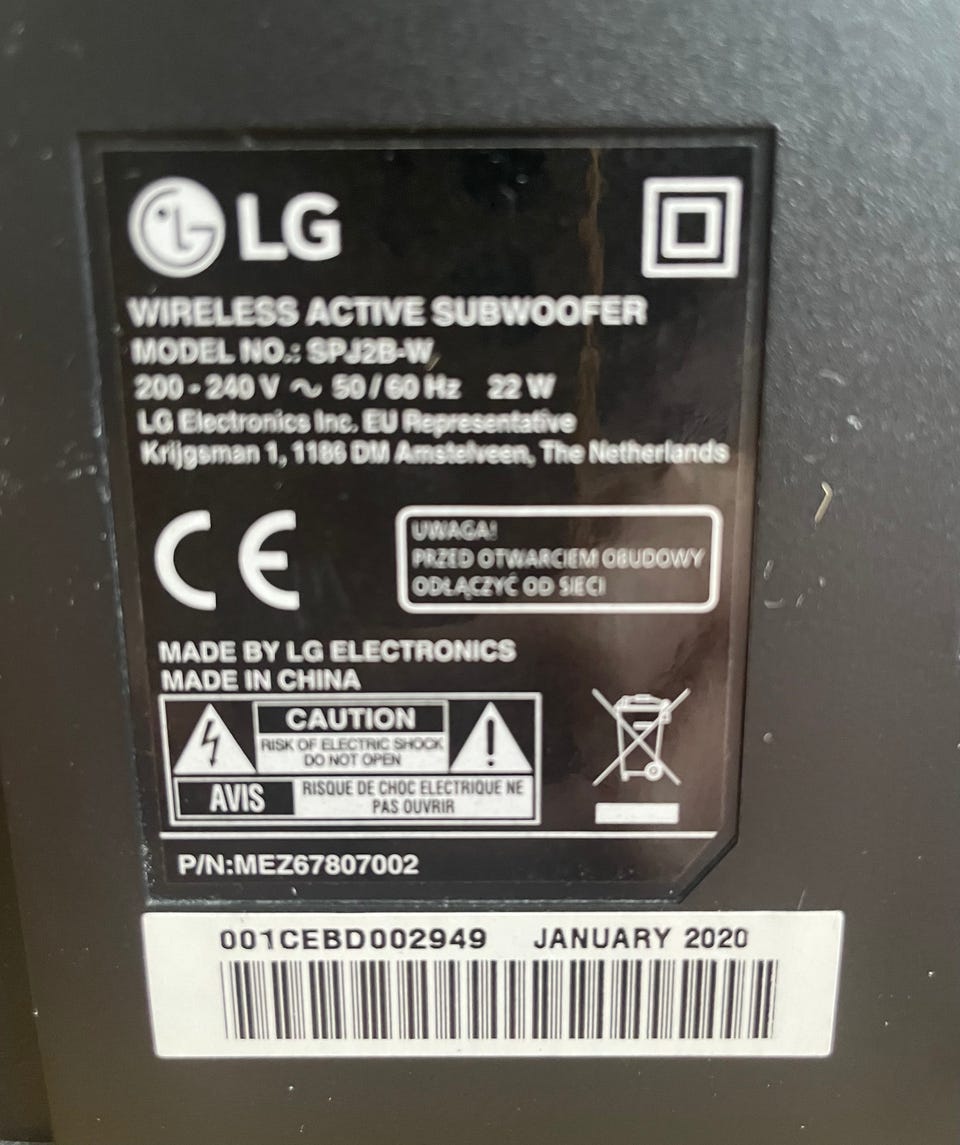 LG
WIRELESS ACTIVE SUBWOOFER
MODEL NO.: SPJ2B-W
200 - 240 V ~ 50 / 60 Hz 22 W
LG Electronics Inc. EU Representative
Krijgsman 1, 1186 DM Amstelveen, The Netherlands
CE
UWAGA!
PRZED OTWARCIEM OBUDOWY
ODŁĄCZYĆ OD SIECI
MADE BY LG ELECTRONICS
MADE IN CHINA
CAUTION
RISK OF ELECTRIC SHOCK
DO NOT OPEN
AVIS
RISQUE DE CHOC ELECTRIQUE NE
PAS OUVRIR
P/N:MEZ67807002
001CEBD002949 JANUARY 2020